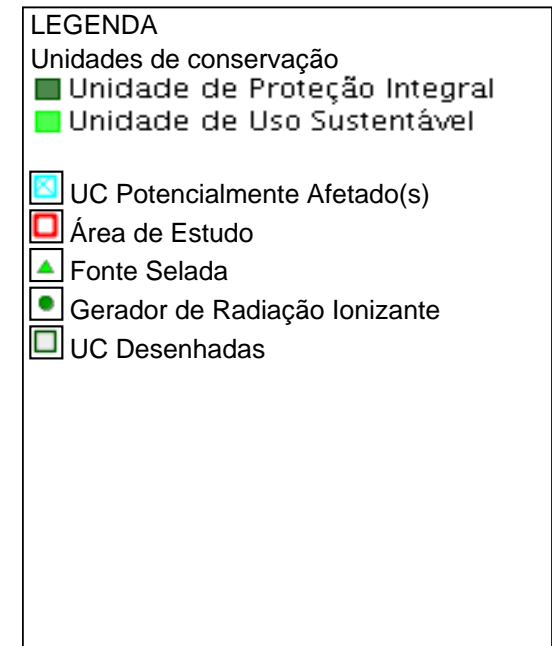 LEGENDA
Unidades de conservação
Unidade de Proteção Integral
Unidade de Uso Sustentável
UC Potencialmente Afetado(s)
Área de Estudo
Fonte Selada
Gerador de Radiação Ionizante
UC Desenhadas